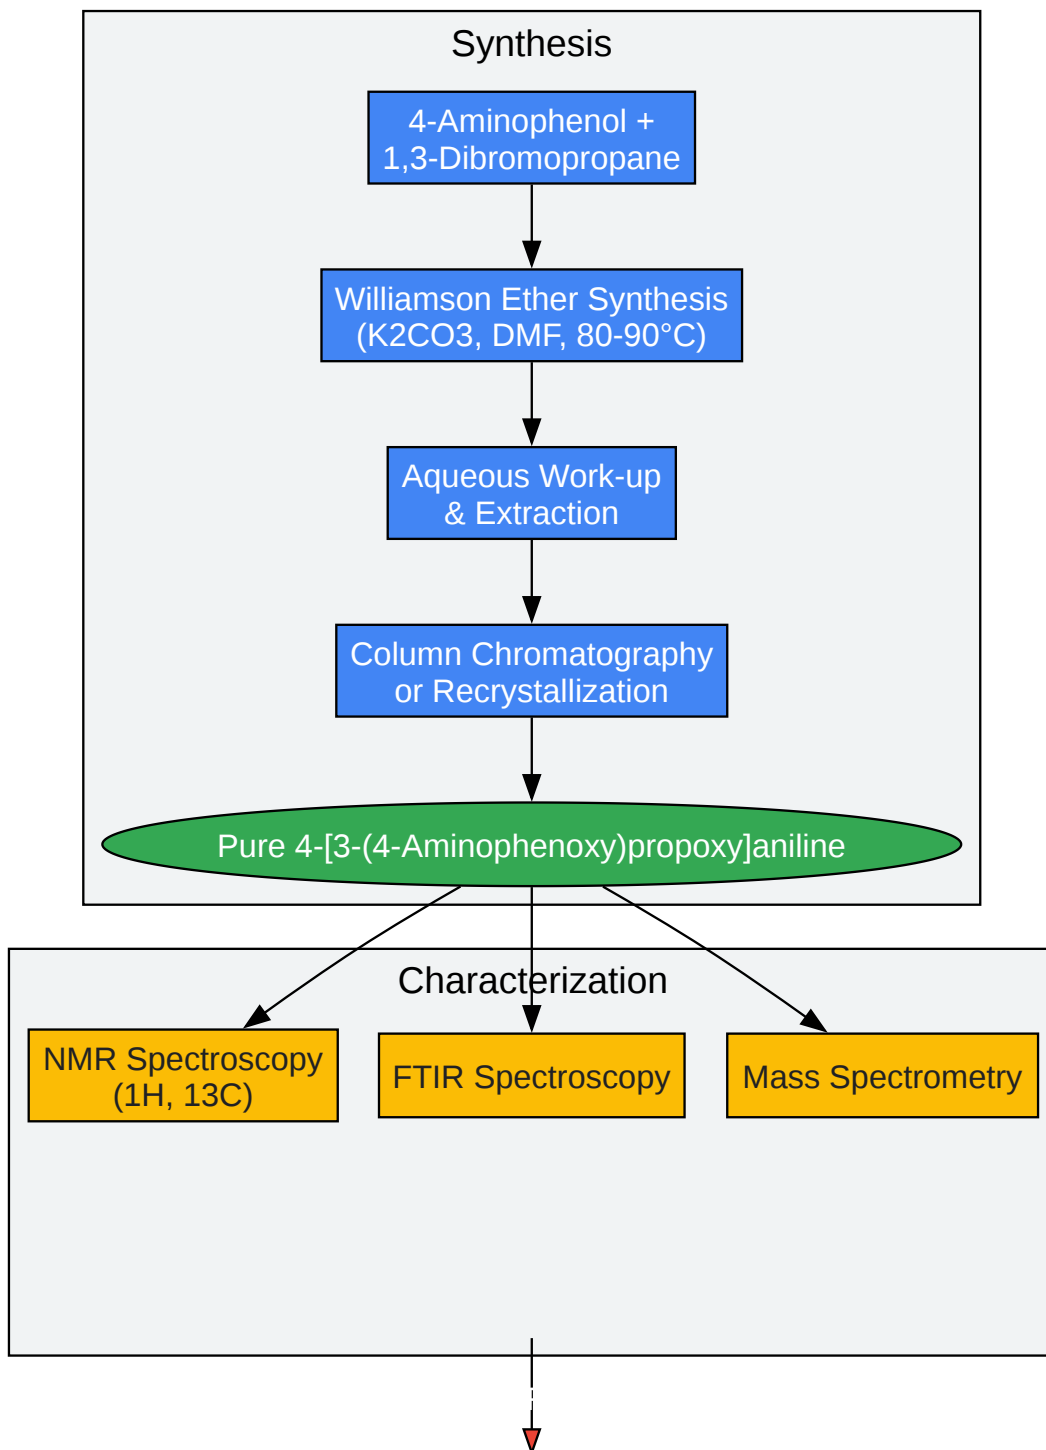 Synthesis
4-Aminophenol +
1,3-Dibromopropane
Williamson Ether Synthesis
(K2CO3, DMF, 80-90°C)
Aqueous Work-up
& Extraction
Column Chromatography
or Recrystallization
Pure 4-[3-(4-Aminophenoxy)propoxy]aniline
Characterization
NMR Spectroscopy
(1H, 13C)
FTIR Spectroscopy
Mass Spectrometry